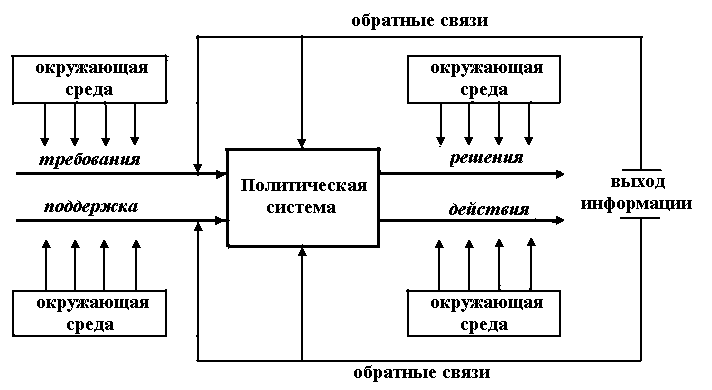 обратные связи
окружающая
среда
окружающая
среда
требования
решения
Политическая
система
выход
информации
поддержка
действия
окружающая
среда
окружающая
среда
обратные связи